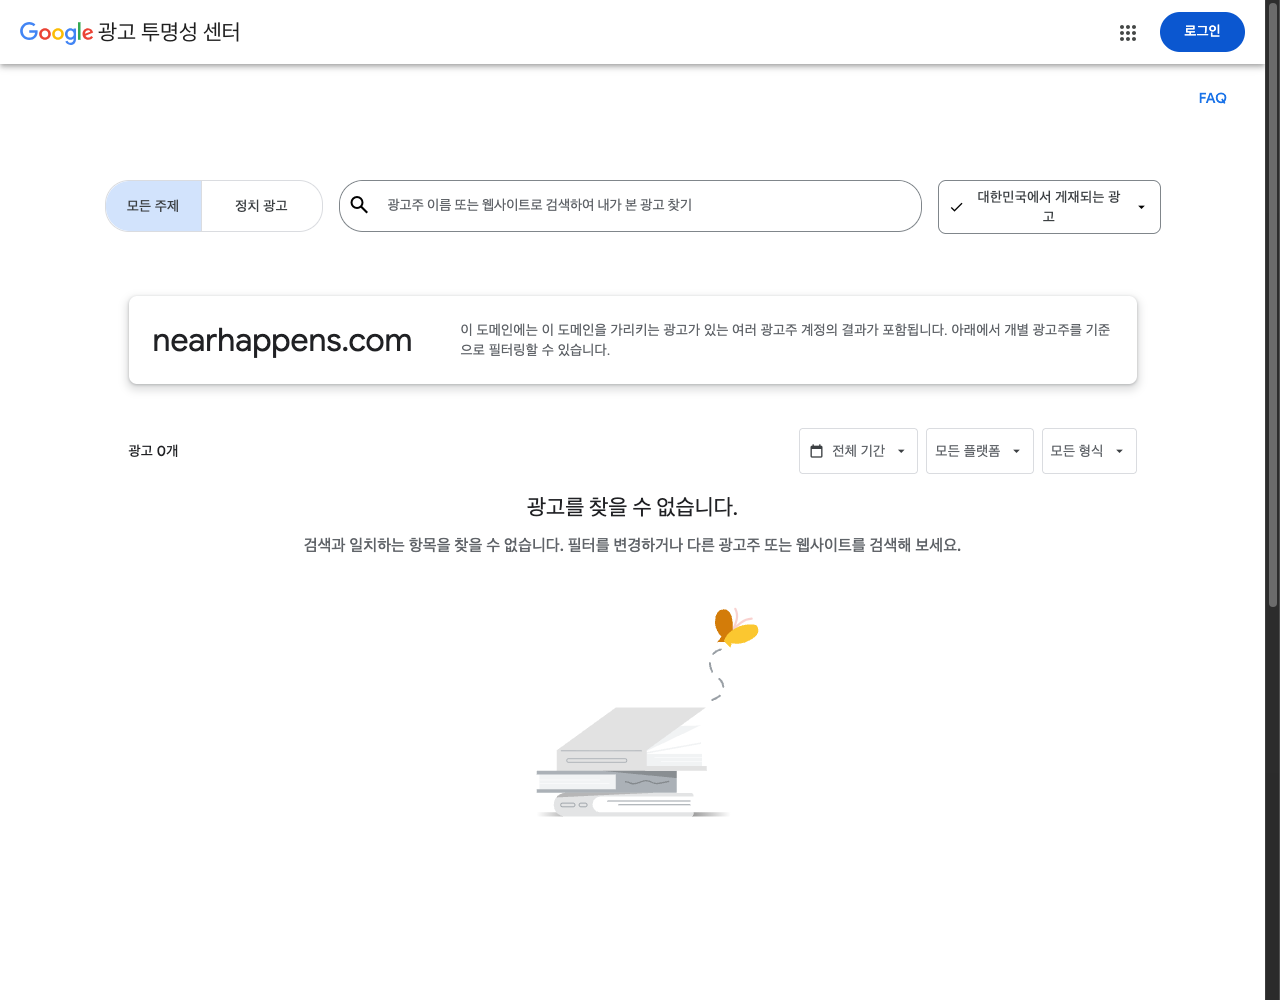 Google 광고 투명성 센터
로그인
FAQ
모든 주제
정치 광고
광고주 이름 또는 웹사이트로 검색하여 내가 본 광고 찾기
대한민국에서 게재되는 광
고
nearhappens.com
이 도메인에는 이 도메인을 가리키는 광고가 있는 여러 광고주 계정의 결과가 포함됩니다. 아래에서 개별 광고주를 기준
으로 필터링할 수 있습니다.
광고 0개
전체 기간
모든 플랫폼
모든 형식
광고를 찾을 수 없습니다.
검색과 일치하는 항목을 찾을 수 없습니다. 필터를 변경하거나 다른 광고주 또는 웹사이트를 검색해 보세요.